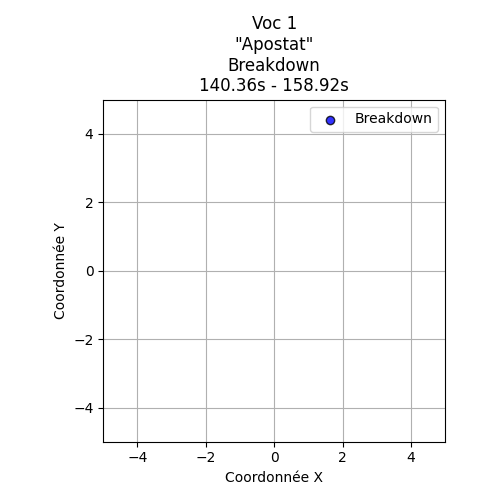 Voc 1
"Apostat"
Breakdown
140.36s - 158.92s
Breakdown
4
2
0
−2
−4
Coordonnée Y
−4 −2 0 2 4
Coordonnée X